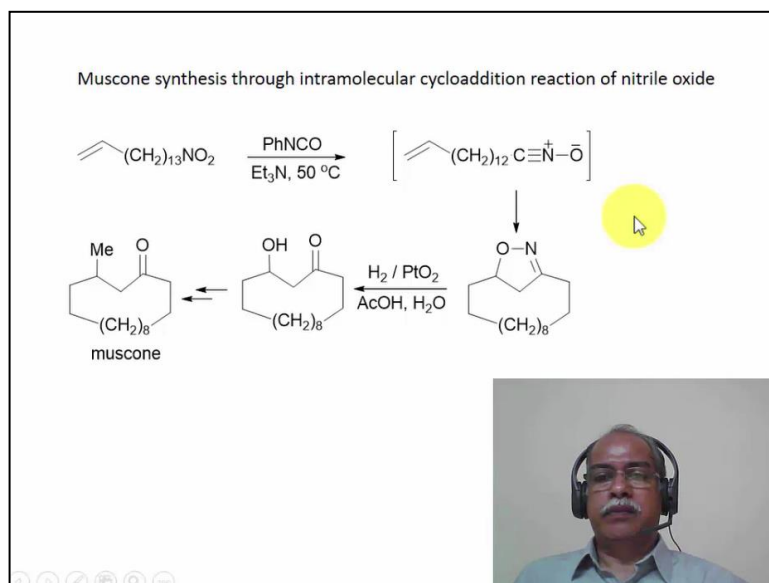 Muscone synthesis through intramolecular cycloaddition reaction of nitrile oxide
(CH₂)₁₃NO₂
PhNCO
Et₃N, 50 °C
(CH₂)₁₂ C≡N⁺–O⁻
Me
O
(CH₂)₈
muscone
OH
O
(CH₂)₈
H₂ / PtO₂
AcOH, H₂O
O–N
(CH₂)₈